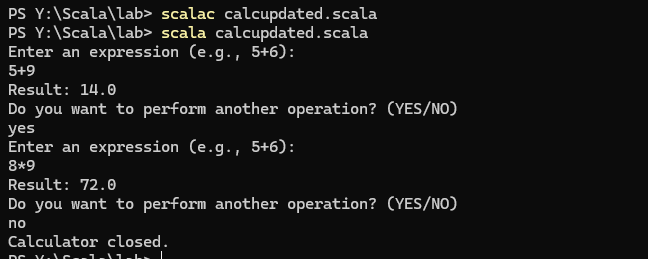 PS Y:\Scala\lab> scalac calcupdated.scala
PS Y:\Scala\lab> scala calcupdated.scala
Enter an expression (e.g., 5+6):
5+9
Result: 14.0
Do you want to perform another operation? (YES/NO)
yes
Enter an expression (e.g., 5+6):
8*9
Result: 72.0
Do you want to perform another operation? (YES/NO)
no
Calculator closed.
PS Y:\Scala\lab>